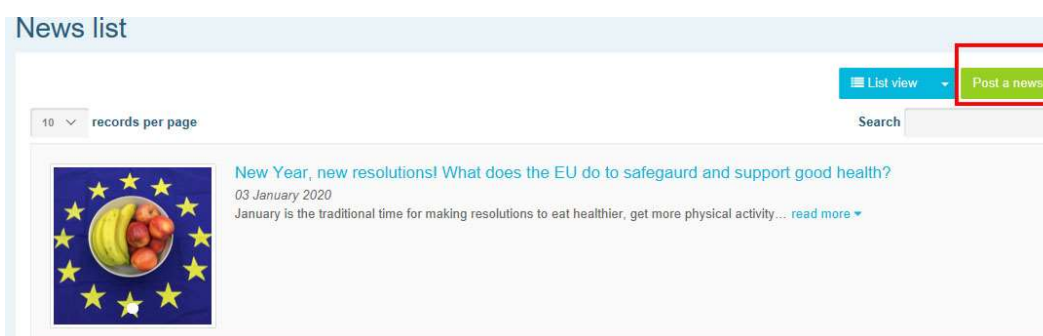 News list
List view
Post a news
10 records per page
Search
New Year, new resolutions! What does the EU do to safegaurd and support good health?
03 January 2020
January is the traditional time for making resolutions to eat healthier, get more physical activity... read more